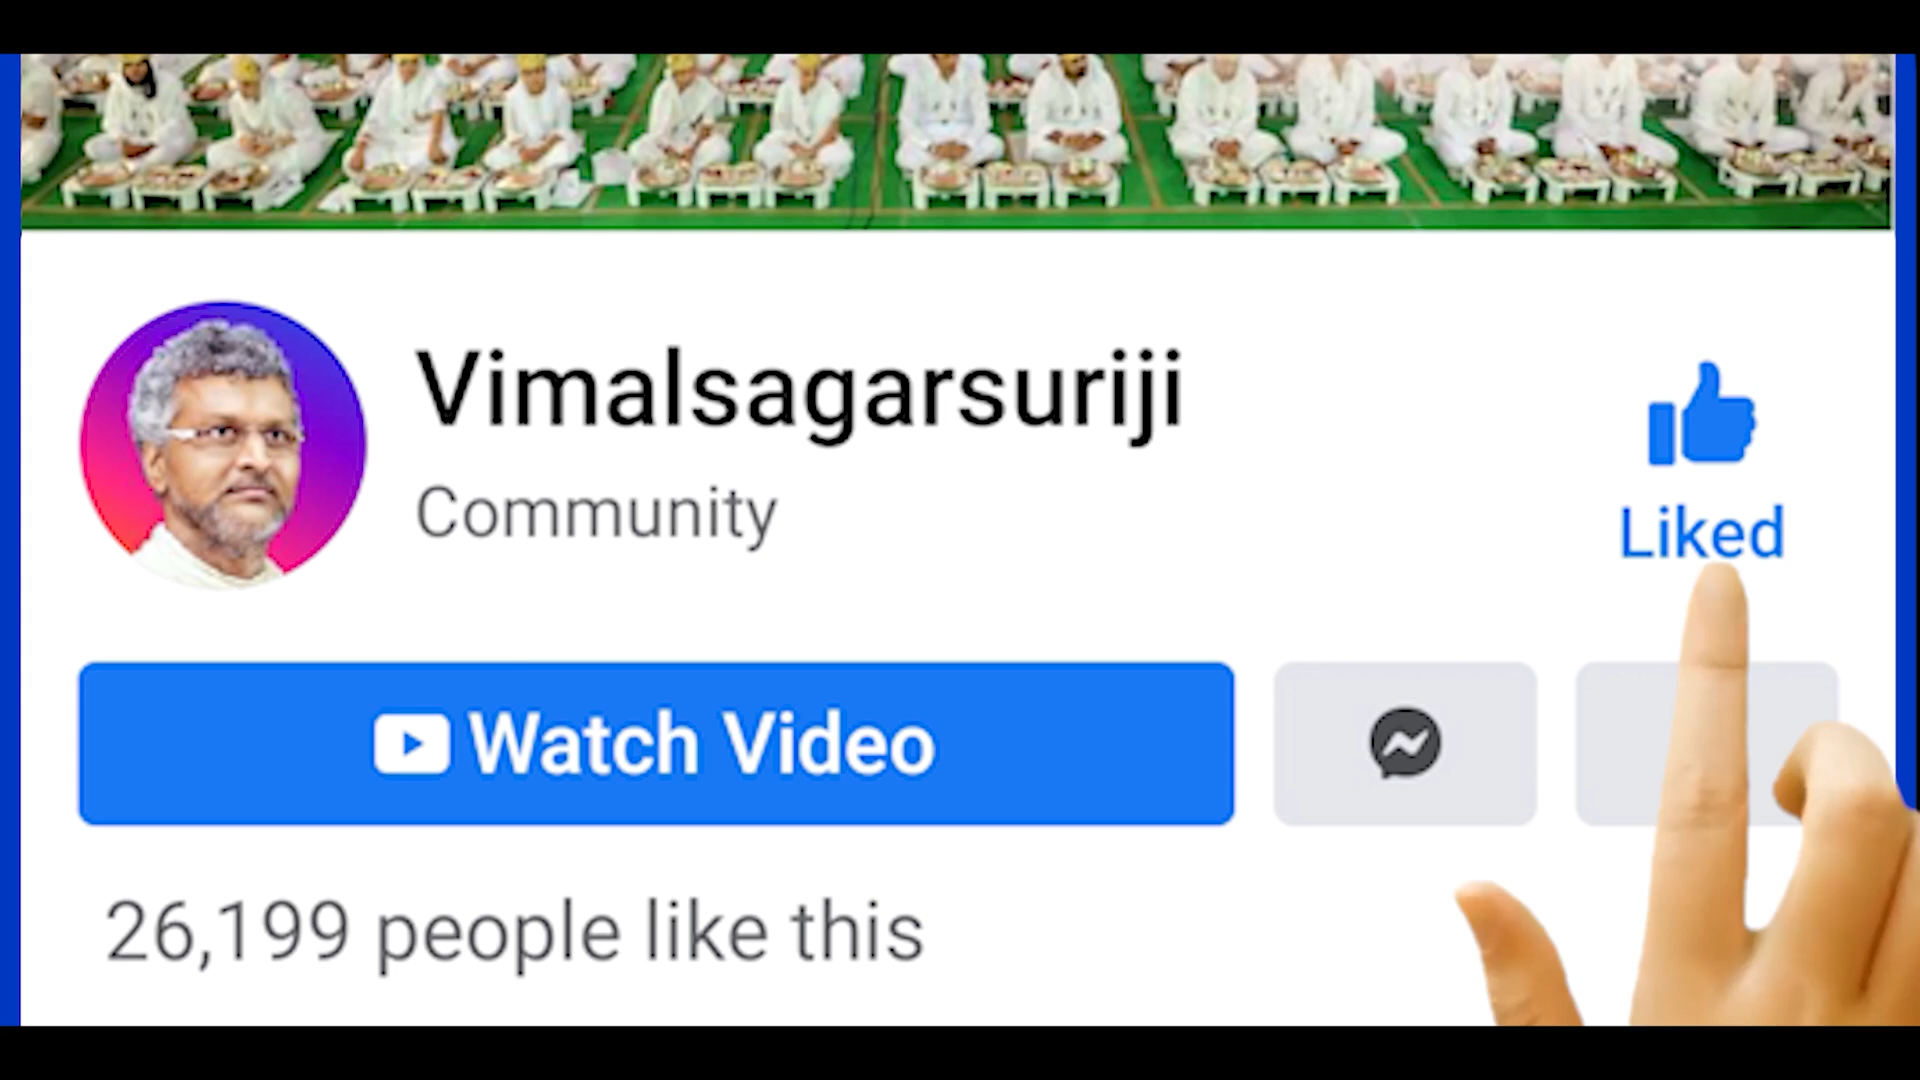 Vimalsagarsuriji
Community
Liked
Watch Video
26,199 people like this